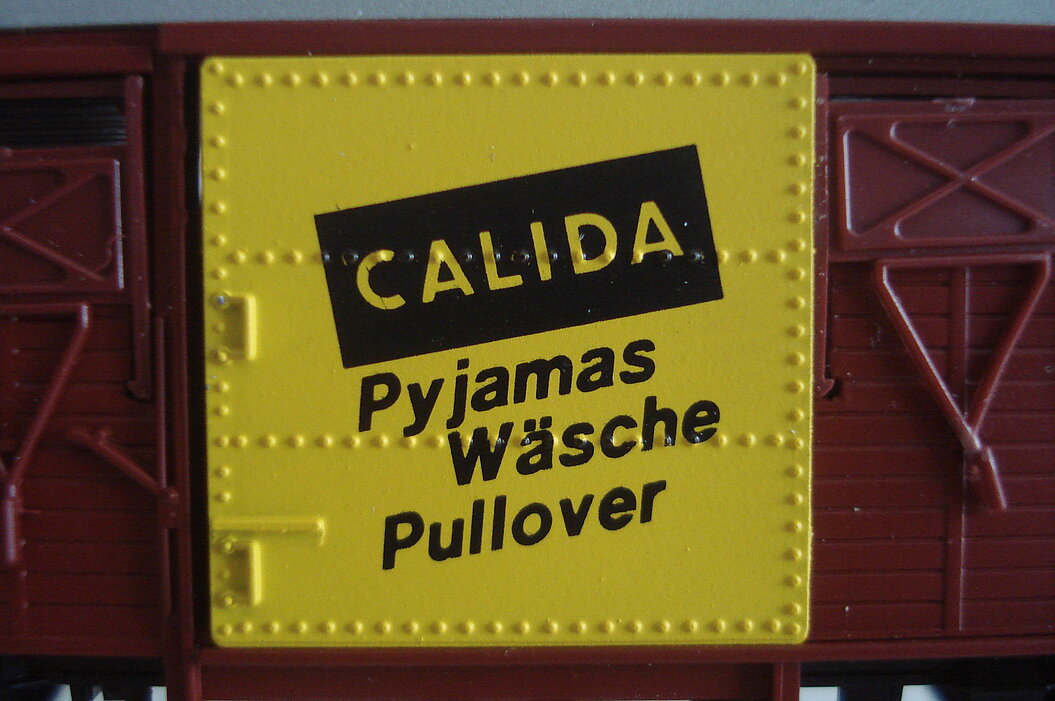 CALIDA
Pyjamas
Wäsche
Pullover